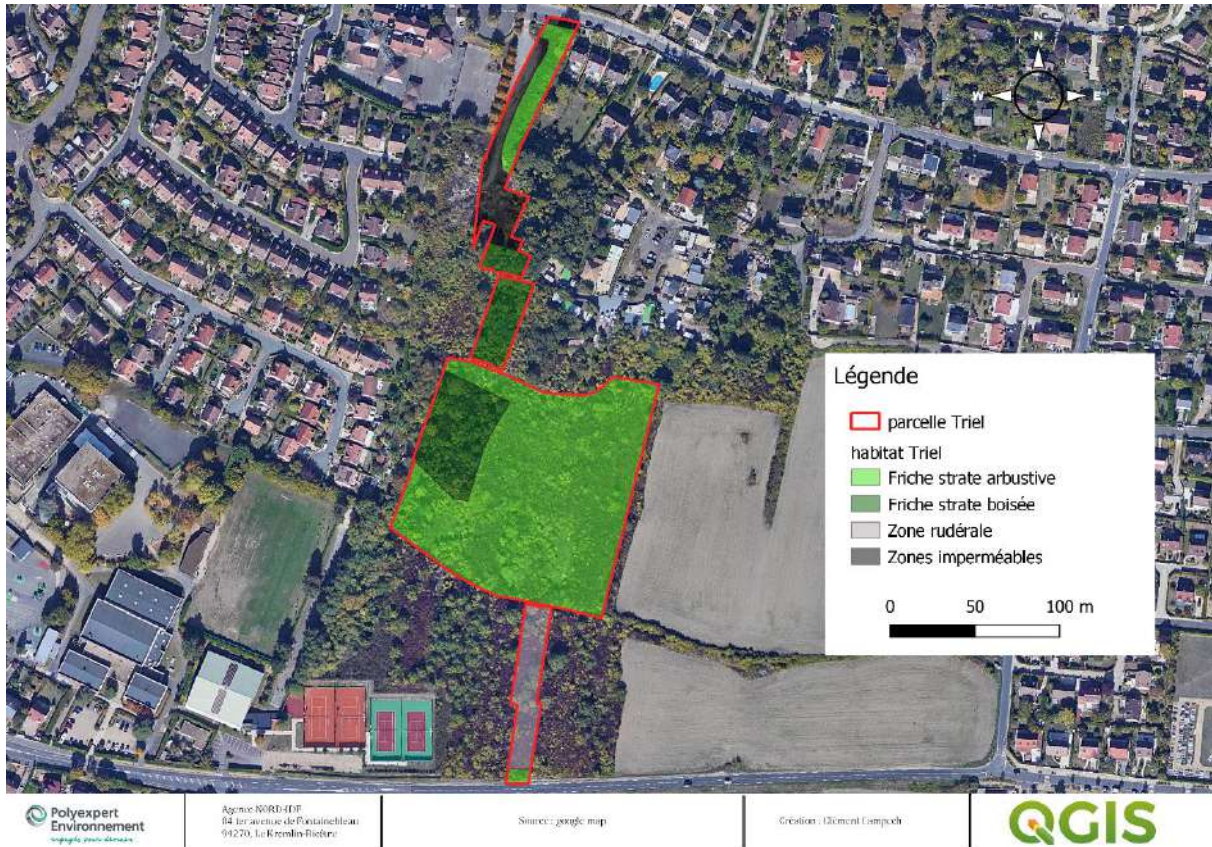 N
W
E
Légende
parcelle Triel
habitat Triel
Friche strate arbustive
Friche strate boisée
Zone rudérale
Zones imperméables
0 50 100 m
Polyexpert
Environnement
Agence NORD-IDF
ter avenue de Fontainebleau
94270, Le Kremlin-Bicêtre
Source : google map
Création : Clément
QGIS